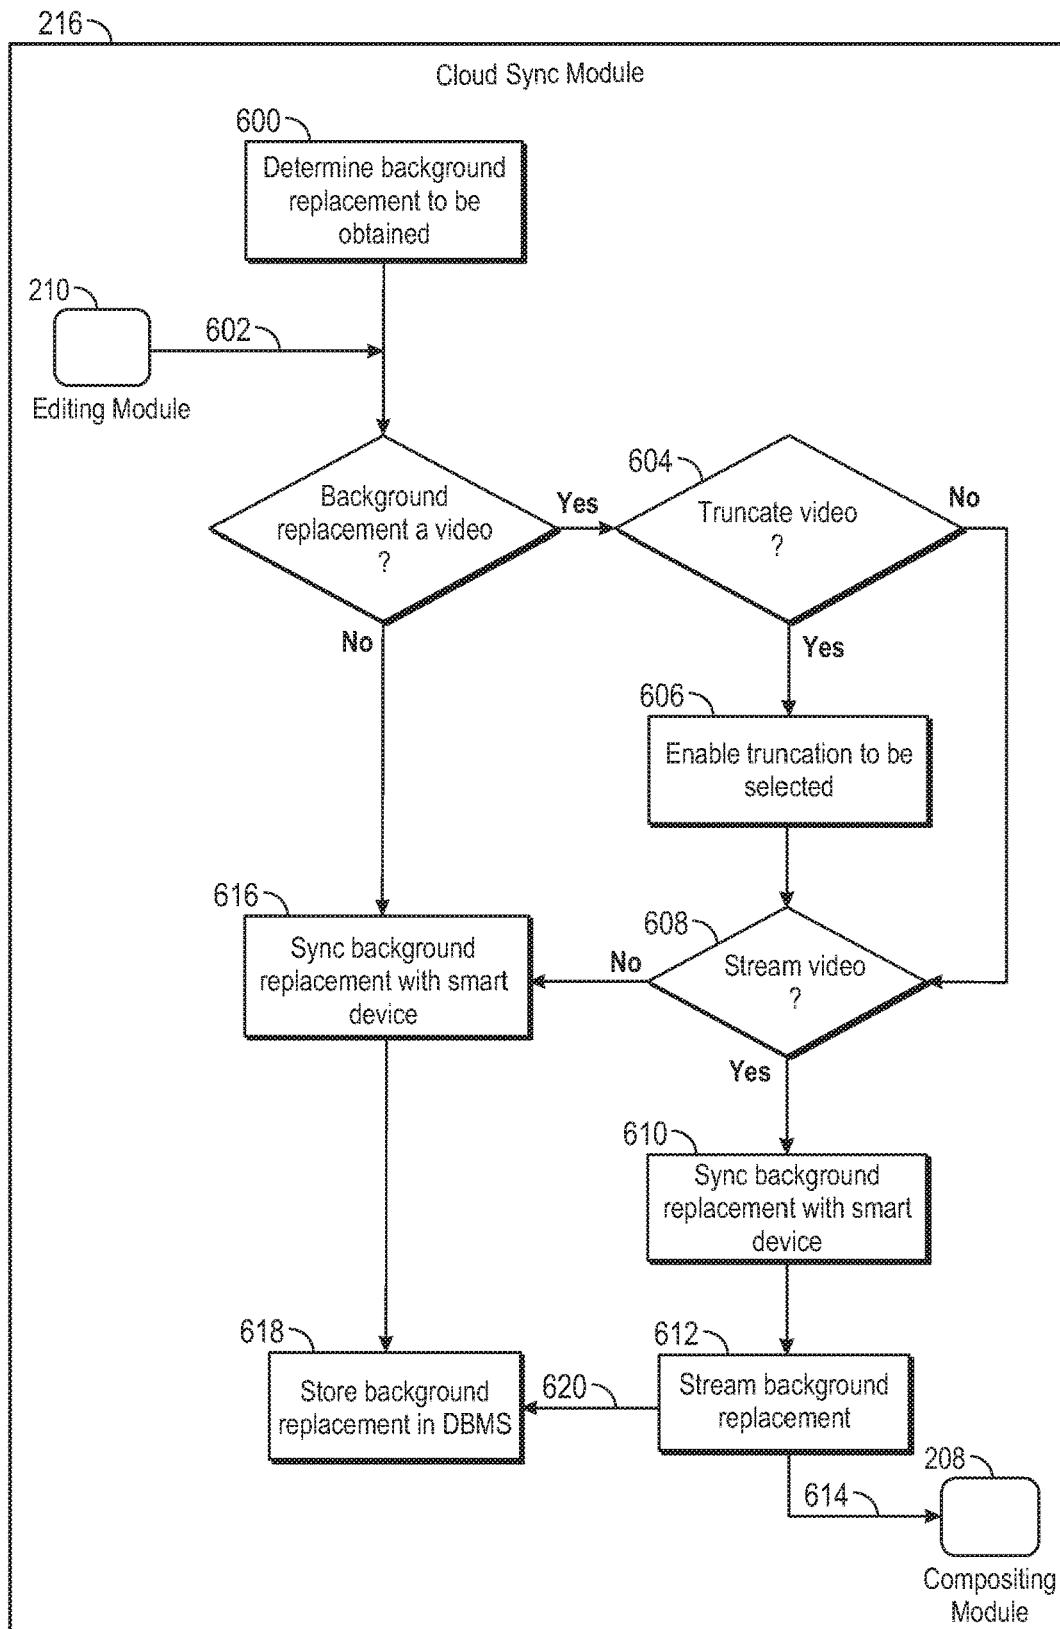 216
Cloud Sync Module
600
Determine background
replacement to be
obtained
210
602
Editing Module
Background
replacement a video
?
Yes
No
604
Truncate video
?
No
Yes
606
Enable truncation to be
selected
616
Sync background
replacement with smart
device
608
Stream video
?
No
Yes
610
Sync background
replacement with smart
device
618
Store background
replacement in DBMS
620
612
Stream background
replacement
614
208
Compositing
Module